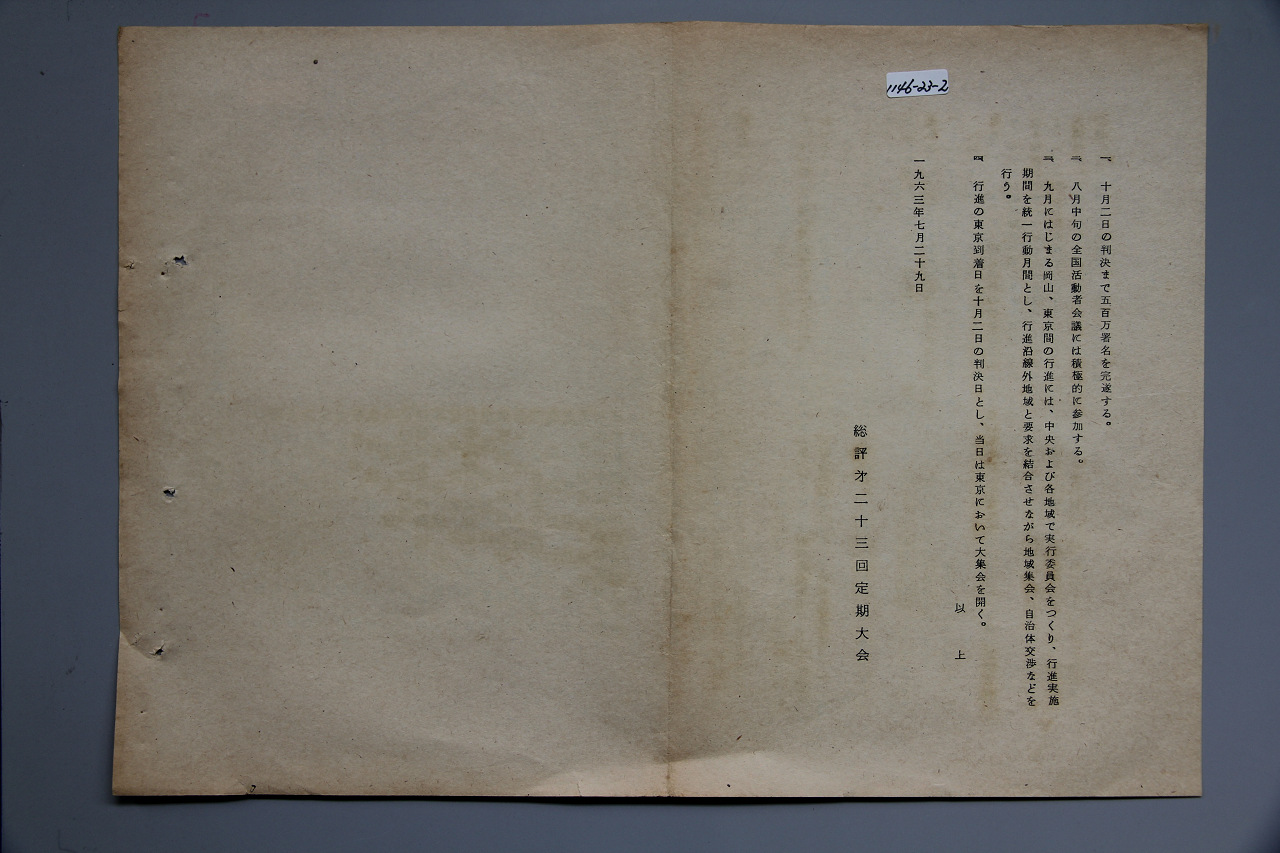 1146-23-2
一、十月二日の判決まで五百万署名を完遂する。
二、八月中旬の全国活動者会議には積極的に参加する。
三、九月にはじまる岡山、東京間の行進には、中央および各地域で実行委員会をつくり、行進実施
期間を統一行動月間とし、行進沿線外地域と要求を結合させながら地域集会、自治体交渉などを
行う。
四、行進の東京到着日を十月二日の判決日とし、当日は東京において大集会を開く。
以上
一九六三年七月二十九日
総評才二十三回定期大会